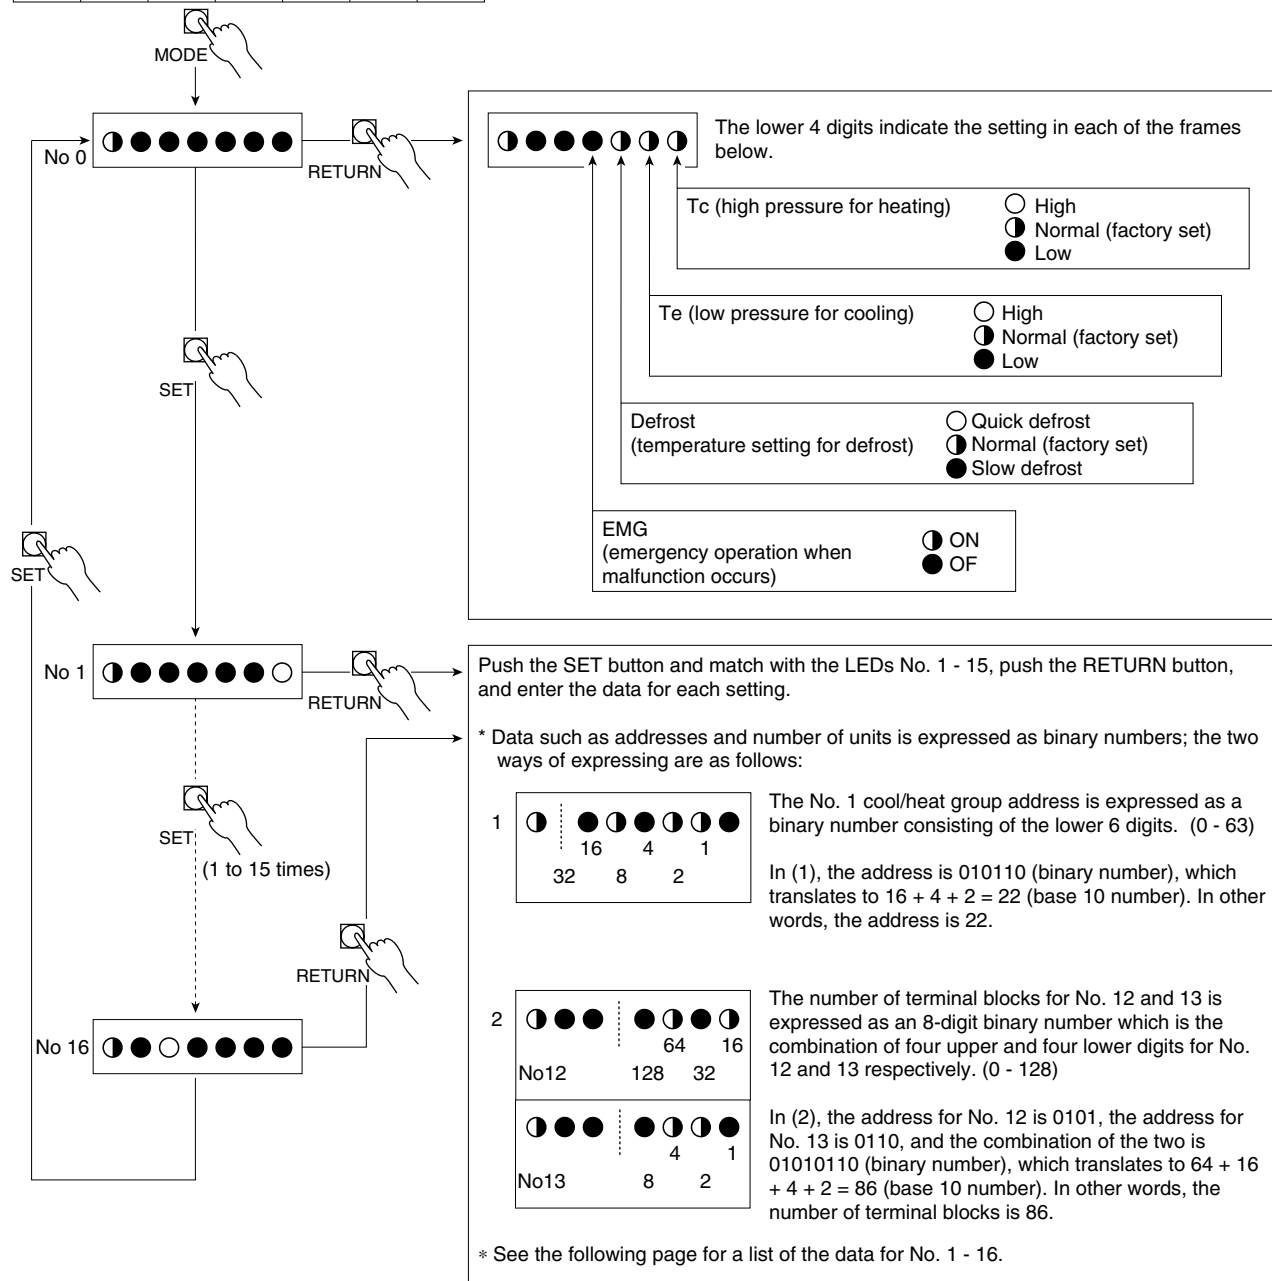 MODE
No 0
RETURN
The lower 4 digits indicate the setting in each of the frames
below.
Tc (high pressure for heating)
High
Normal (factory set)
Low
Te (low pressure for cooling)
High
Normal (factory set)
Low
SET
Defrost
(temperature setting for defrost)
Quick defrost
Normal (factory set)
Slow defrost
EMG
(emergency operation when
malfunction occurs)
ON
OF
SET
No 1
RETURN
Push the SET button and match with the LEDs No. 1 - 15, push the RETURN button,
and enter the data for each setting.
* Data such as addresses and number of units is expressed as binary numbers; the two
ways of expressing are as follows:
SET
(1 to 15 times)
1
16 4 1
32 8 2
The No. 1 cool/heat group address is expressed as a
binary number consisting of the lower 6 digits. (0 - 63)
In (1), the address is 010110 (binary number), which
translates to 16 + 4 + 2 = 22 (base 10 number). In other
words, the address is 22.
RETURN
No 16
2
64 16
No12 128 32
The number of terminal blocks for No. 12 and 13 is
expressed as an 8-digit binary number which is the
combination of four upper and four lower digits for No.
12 and 13 respectively. (0 - 128)
4 1
No13 8 2
In (2), the address for No. 12 is 0101, the address for
No. 13 is 0110, and the combination of the two is
01010110 (binary number), which translates to 64 + 16
+ 4 + 2 = 86 (base 10 number). In other words, the
number of terminal blocks is 86.
* See the following page for a list of the data for No. 1 - 16.